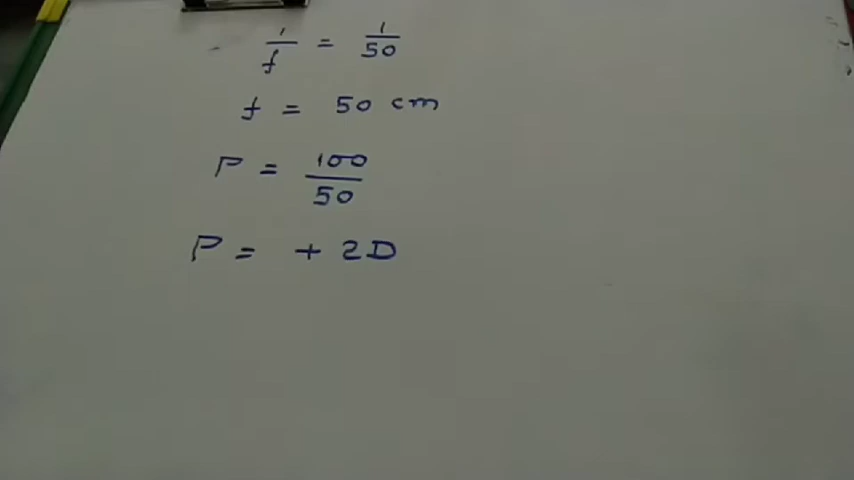 1/f = 1/50
f = 50 cm
P = 100/50
P = + 2D